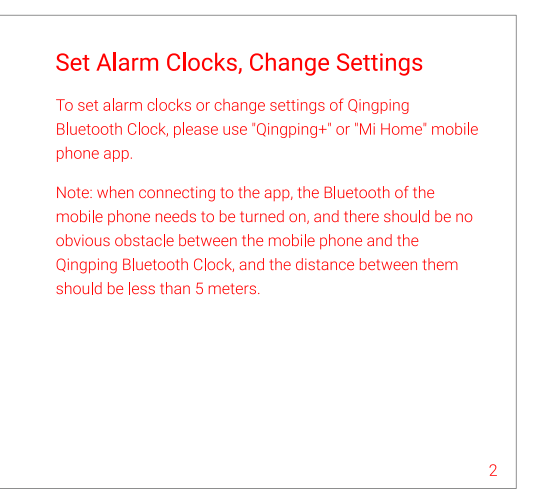 Set Alarm Clocks, Change Settings
To set alarm clocks or change settings of Qingping
Bluetooth Clock, please use "Qingping+" or "Mi Home" mobile
phone app.
Note: when connecting to the app, the Bluetooth of the
mobile phone needs to be turned on, and there should be no
obvious obstacle between the mobile phone and the
Qingping Bluetooth Clock, and the distance between them
should be less than 5 meters.
2